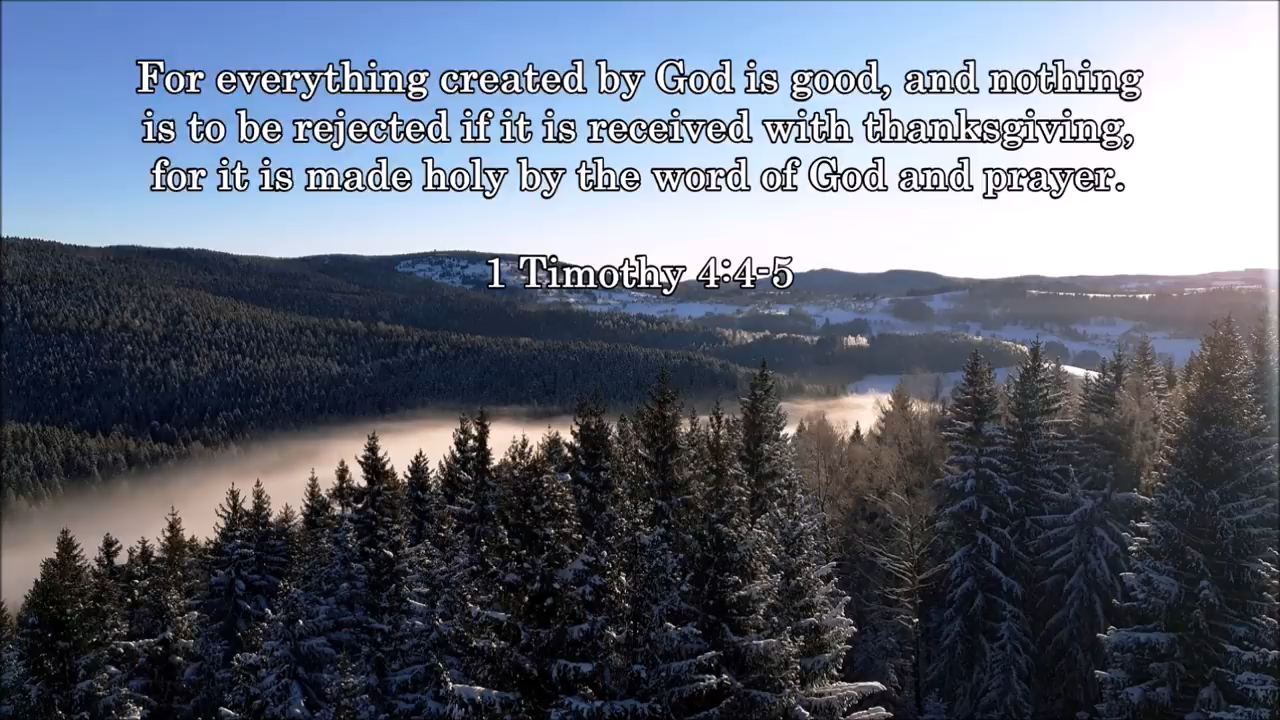 For everything created by God is good, and nothing
is to be rejected if it is received with thanksgiving,
for it is made holy by the word of God and prayer.
1 Timothy 4:4-5